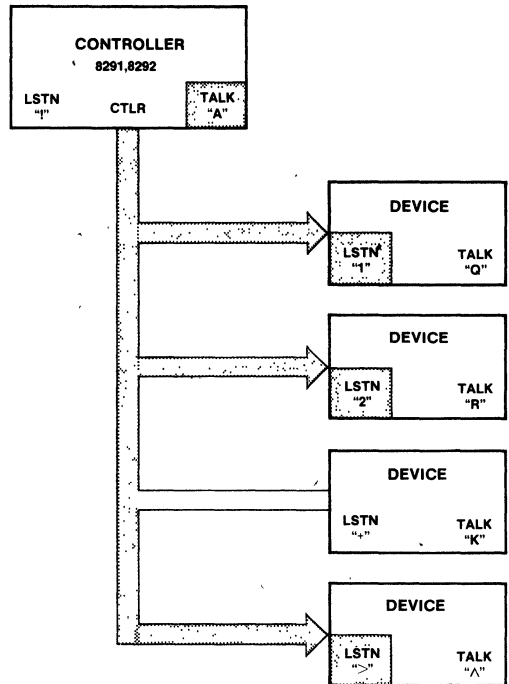 CONTROLLER
8291,8292
LSTN
"!"
CTLR
TALK
"A"
DEVICE
LSTN
"1"
TALK
"Q"
DEVICE
LSTN
"2"
TALK
"R"
DEVICE
LSTN
"+"
TALK
"K"
DEVICE
LSTN
">"
TALK
"^"